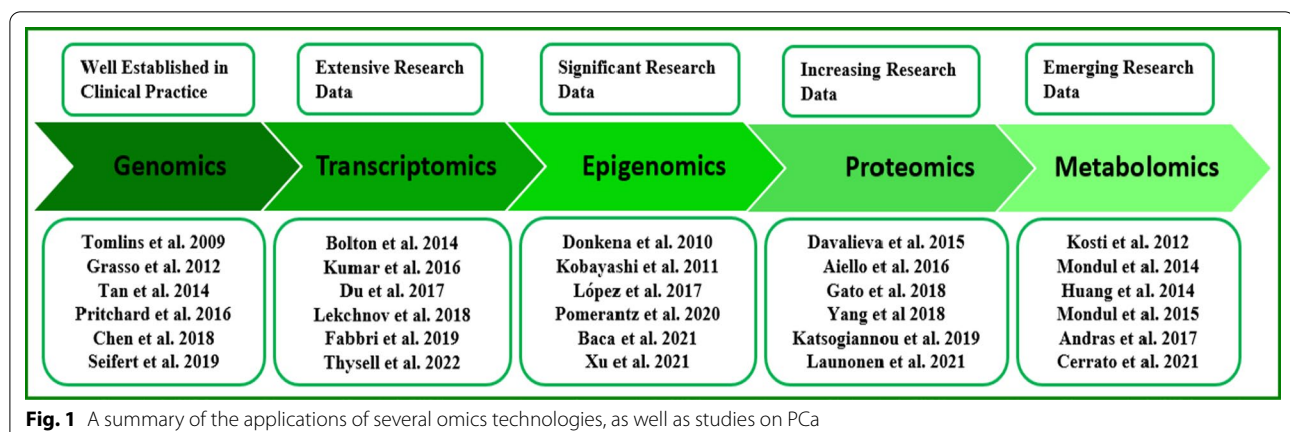 Well Established in
Clinical Practice
Extensive Research
Data
Significant Research
Data
Increasing Research
Data
Emerging Research
Data
Genomics
Transcriptomics
Epigenomics
Proteomics
Metabolomics
Tomlins et al. 2009
Grasso et al. 2012
Tan et al. 2014
Pritchard et al. 2016
Chen et al. 2018
Seifert et al. 2019
Bolton et al. 2014
Kumar et al. 2016
Du et al. 2017
Lekchnov et al. 2018
Fabbri et al. 2019
Thysell et al. 2022
Donkena et al. 2010
Kobayashi et al. 2011
López et al. 2017
Pomerantz et al. 2020
Baca et al. 2021
Xu et al. 2021
Davalieva et al. 2015
Aiello et al. 2016
Gato et al. 2018
Yang et al 2018
Katsogiannou et al. 2019
Launonen et al. 2021
Kosti et al. 2012
Mondul et al. 2014
Huang et al. 2014
Mondul et al. 2015
Andras et al. 2017
Cerrato et al. 2021
Fig. 1 A summary of the applications of several omics technologies, as well as studies on PCa